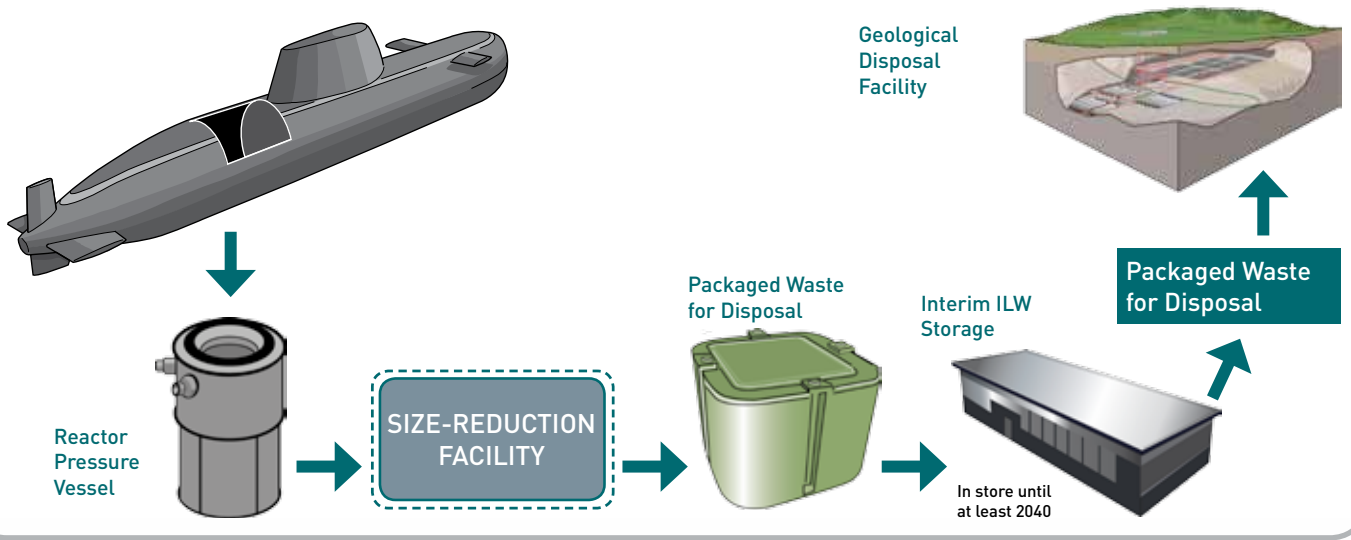 Geological
Disposal
Facility
Reactor
Pressure
Vessel
SIZE-REDUCTION
FACILITY
Packaged Waste
for Disposal
Interim ILW
Storage
In store until
at least 2040
Packaged Waste
for Disposal